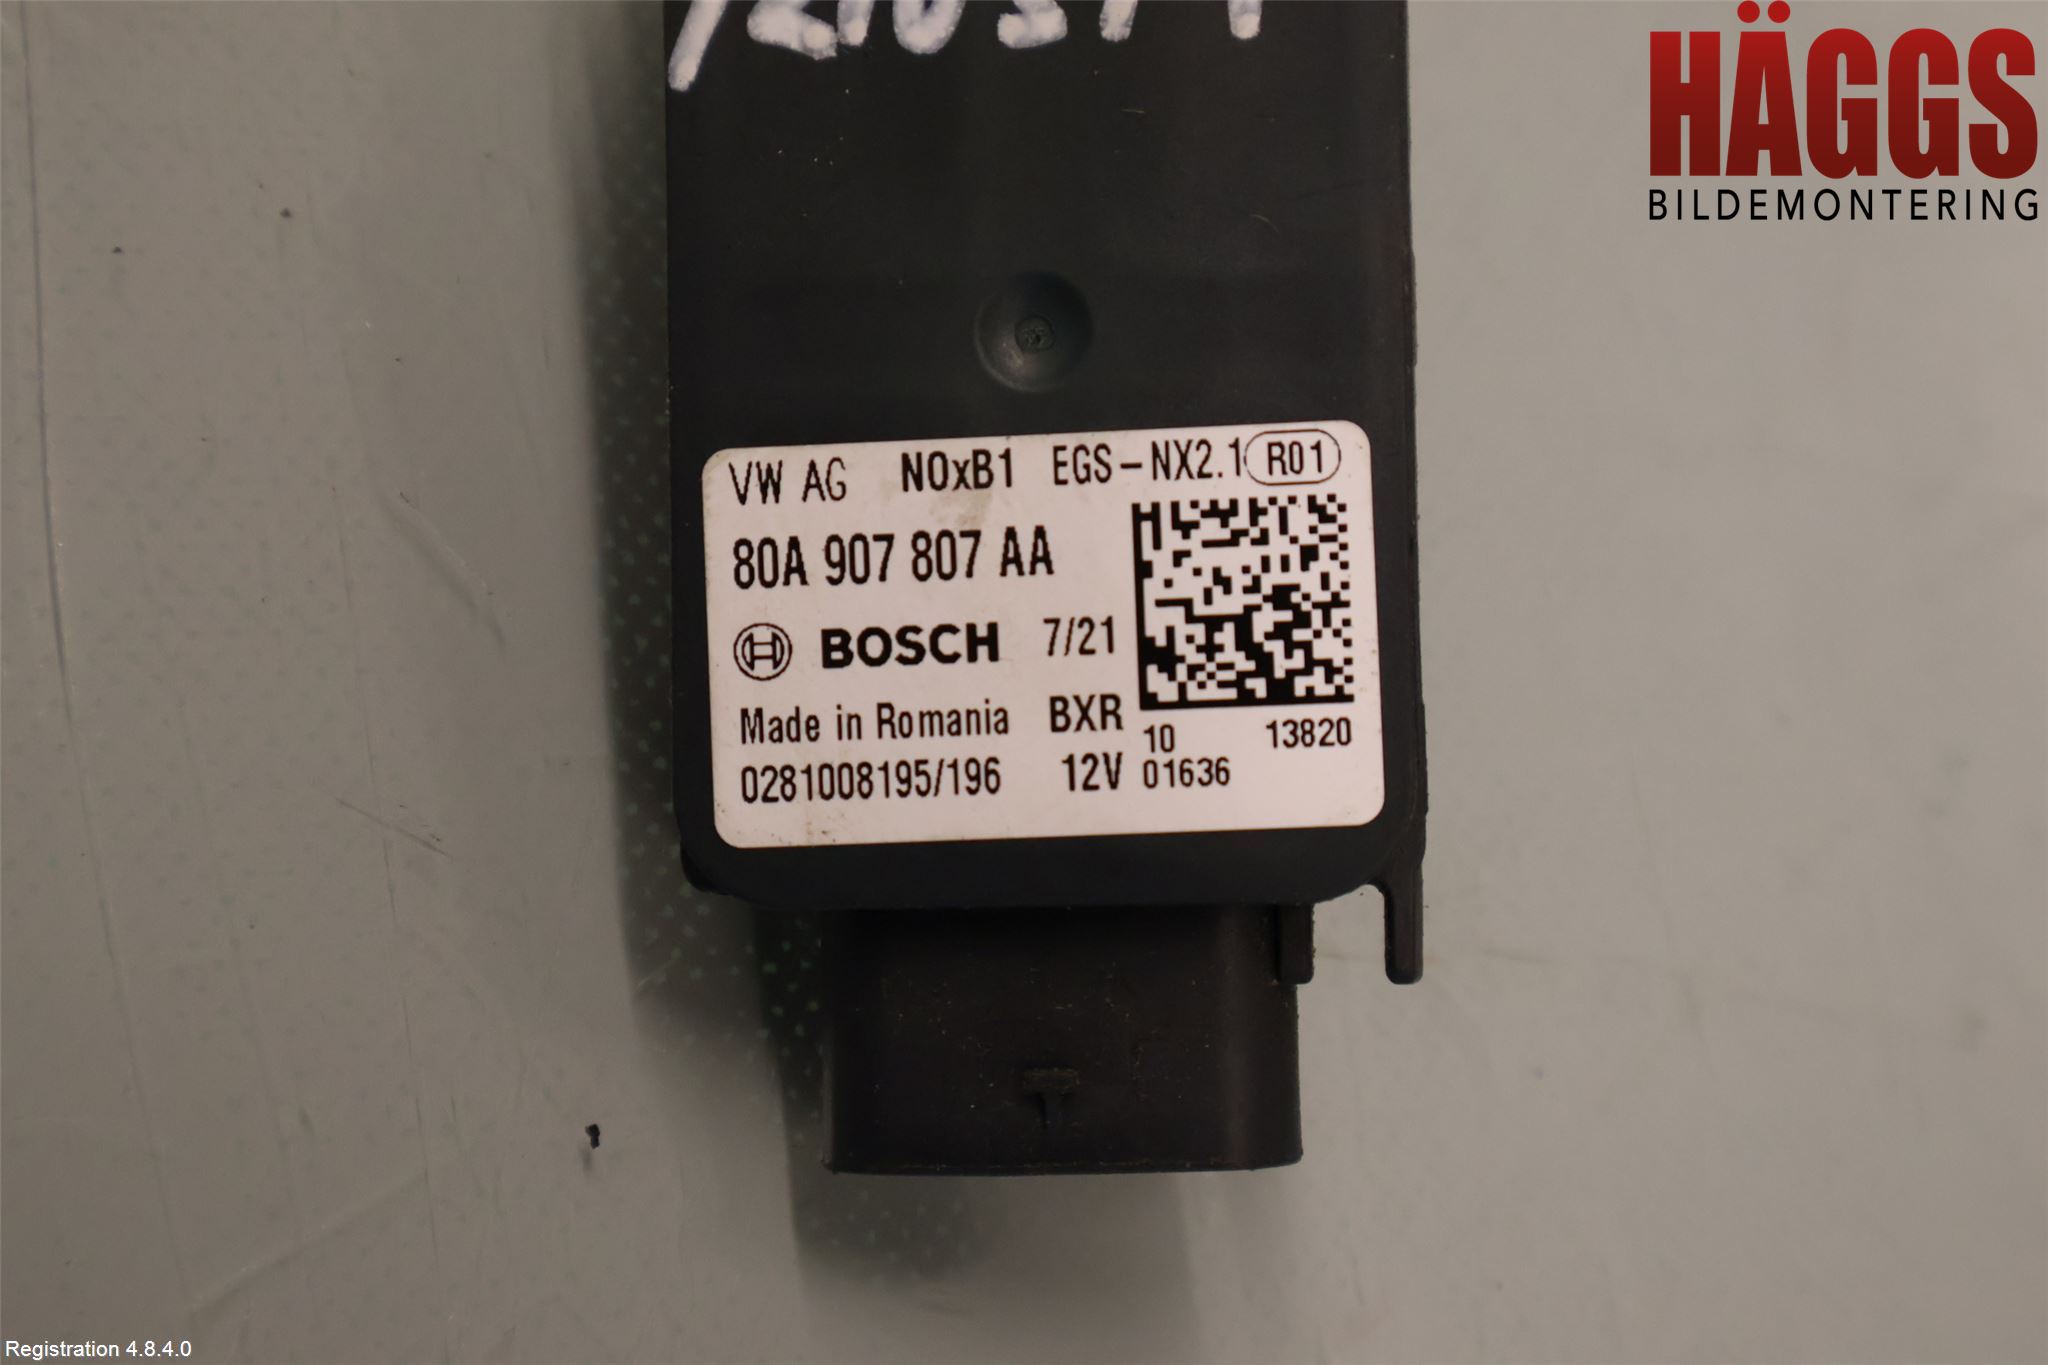 HÄGGS
BILDEMONTERING
VW AG NOxB1 EGS-NX2.1 R01
80A 907 807 AA
BOSCH 7/21
Made in Romania BXR
10 13820
0281008195/196 12V 01636
Registration 4.8.4.0